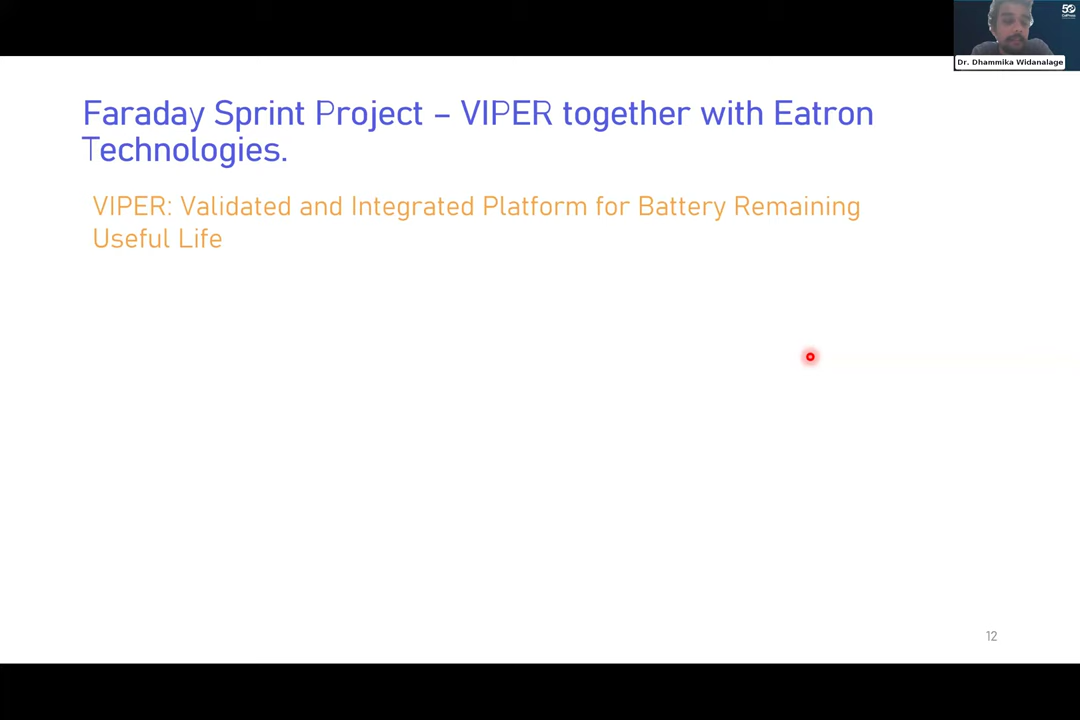 Dr. Dhammika Widanalage
Faraday Sprint Project – VIPER together with Eatron
Technologies.
VIPER: Validated and Integrated Platform for Battery Remaining
Useful Life
12